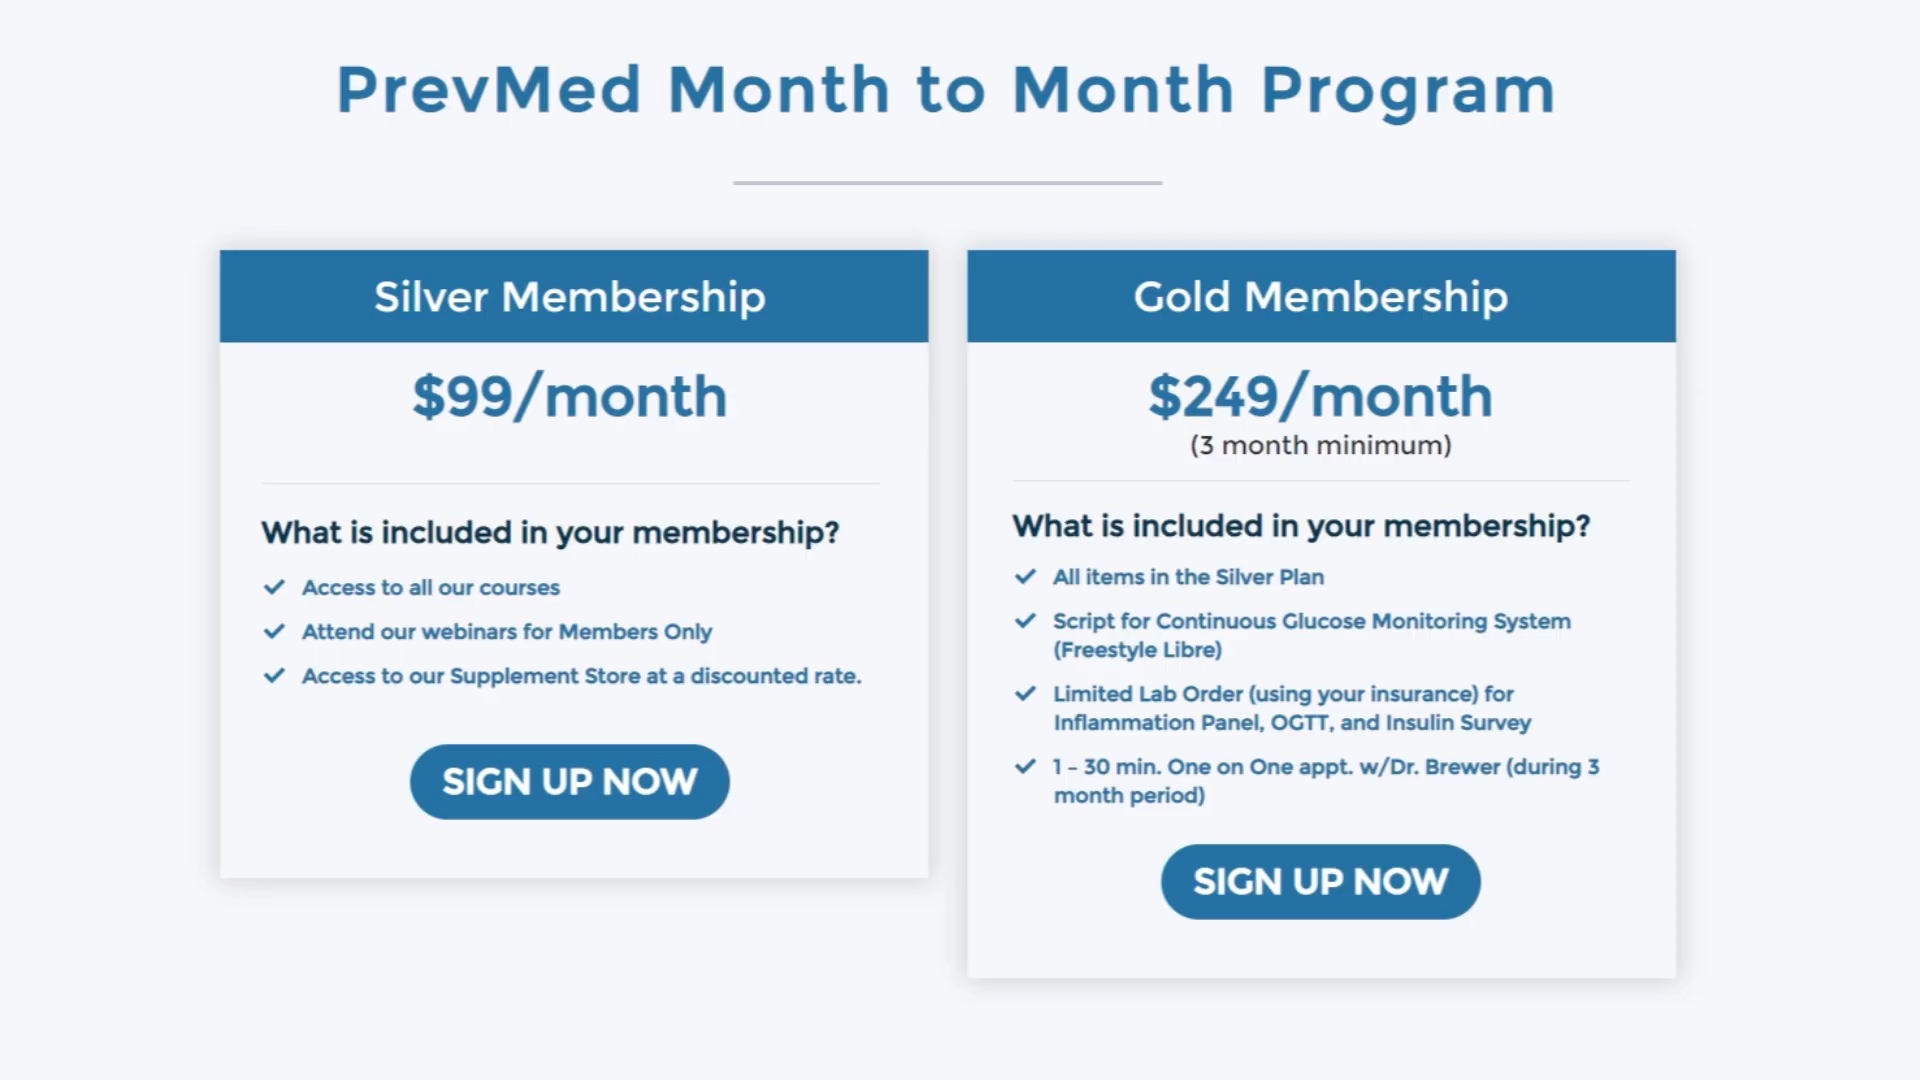 PrevMed Month to Month Program
Silver Membership
$99/month
What is included in your membership?
Access to all our courses
Attend our webinars for Members Only
Access to our Supplement Store at a discounted rate.
SIGN UP NOW
Gold Membership
$249/month
(3 month minimum)
What is included in your membership?
All items in the Silver Plan
Script for Continuous Glucose Monitoring System
(Freestyle Libre)
Limited Lab Order (using your insurance) for
Inflammation Panel, OGTT, and Insulin Survey
1 – 30 min. One on One appt. w/Dr. Brewer (during 3
month period)
SIGN UP NOW